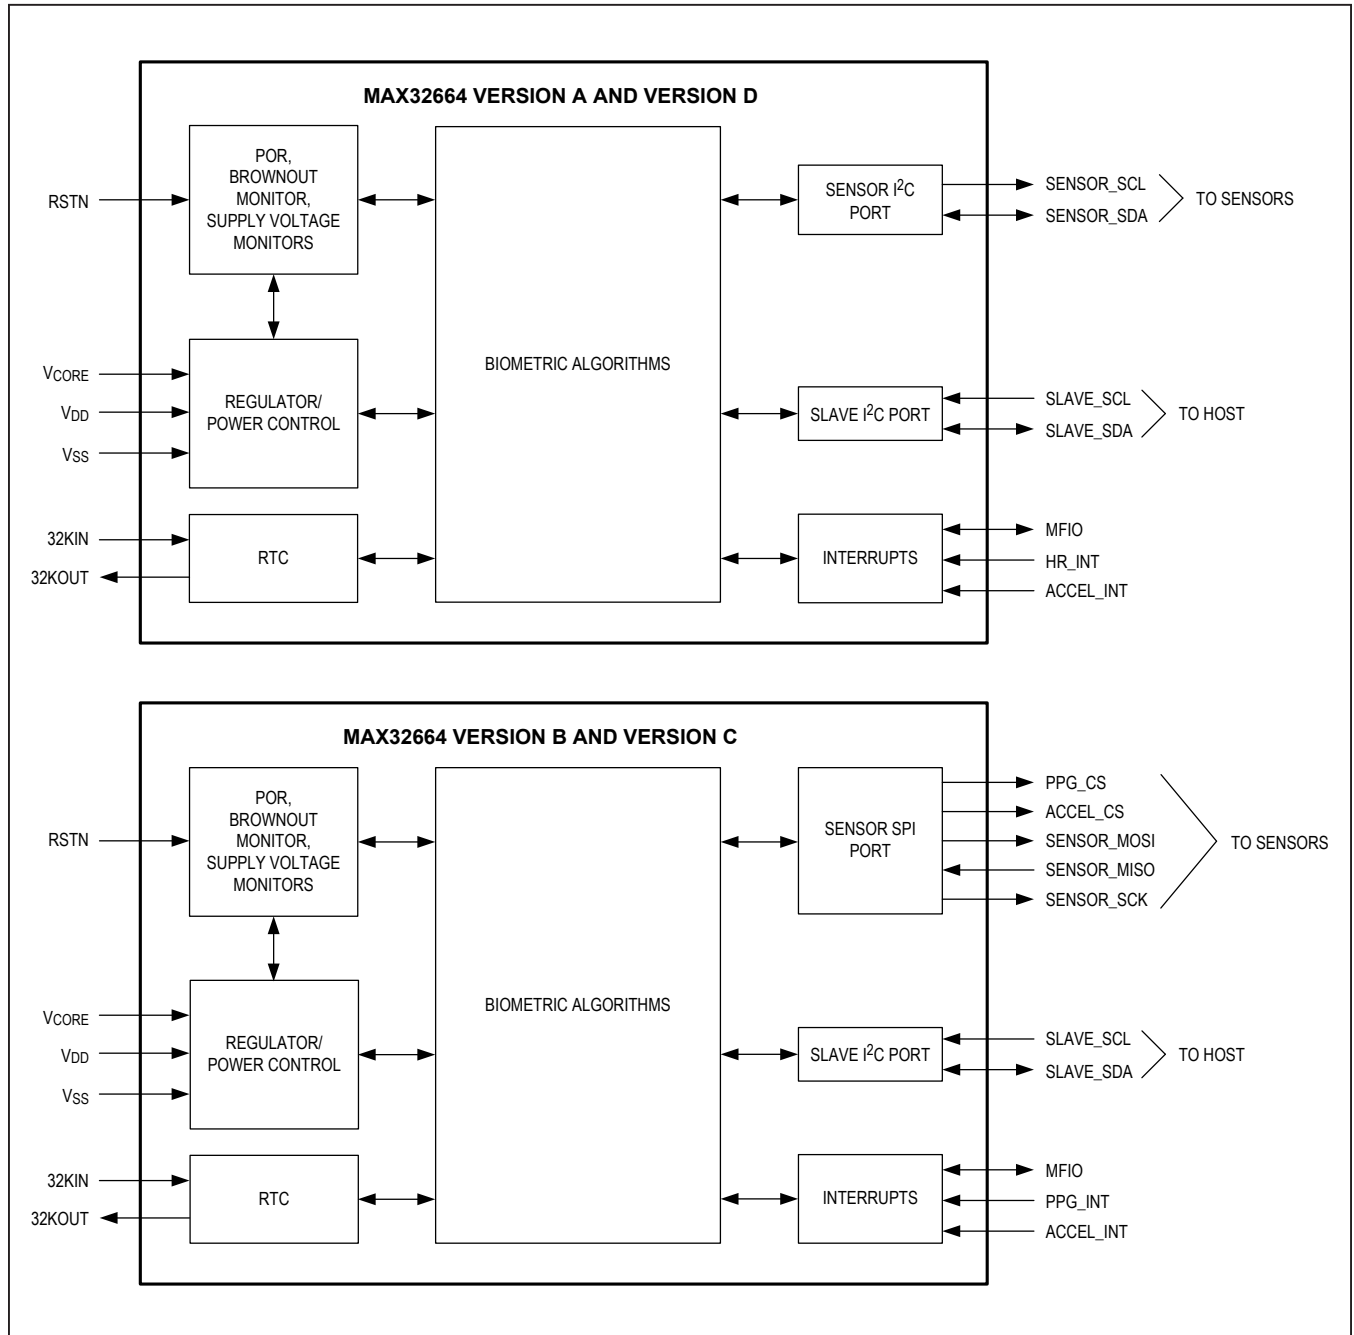 MAX32664 VERSION A AND VERSION D
POR,
BROWNOUT
MONITOR,
SUPPLY VOLTAGE
MONITORS
RSTN
SENSOR I²C
PORT
SENSOR_SCL
SENSOR_SDA
TO SENSORS
VCORE
VDD
VSS
REGULATOR/
POWER CONTROL
BIOMETRIC ALGORITHMS
SLAVE I²C PORT
SLAVE_SCL
SLAVE_SDA
TO HOST
32KIN
32KOUT
RTC
INTERRUPTS
MFIO
HR_INT
ACCEL_INT
MAX32664 VERSION B AND VERSION C
POR,
BROWNOUT
MONITOR,
SUPPLY VOLTAGE
MONITORS
RSTN
SENSOR SPI
PORT
PPG_CS
ACCEL_CS
SENSOR_MOSI
SENSOR_MISO
SENSOR_SCK
TO SENSORS
VCORE
VDD
VSS
REGULATOR/
POWER CONTROL
BIOMETRIC ALGORITHMS
SLAVE I²C PORT
SLAVE_SCL
SLAVE_SDA
TO HOST
32KIN
32KOUT
RTC
INTERRUPTS
MFIO
PPG_INT
ACCEL_INT